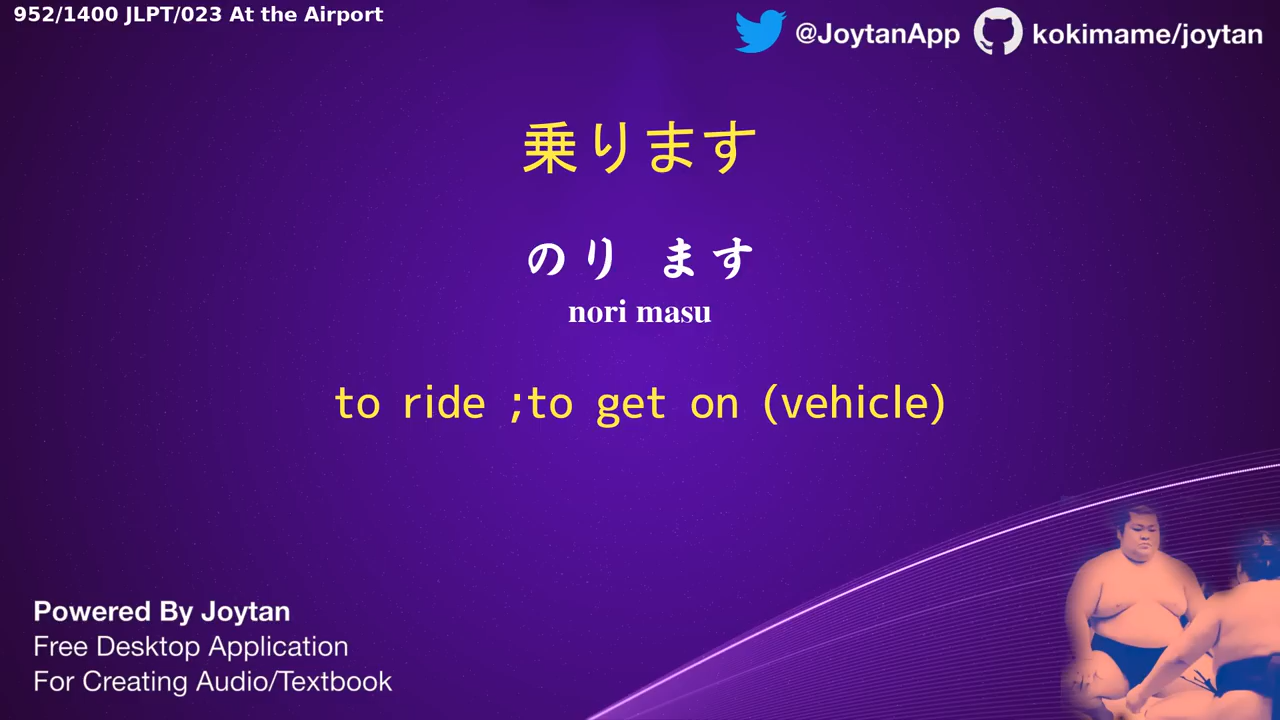 952/1400 JLPT/023 At the Airport
@JoytanApp kokimame/joytan
乗ります
のり ます
nori masu
to ride ;to get on (vehicle)
Powered By Joytan
Free Desktop Application
For Creating Audio/Textbook